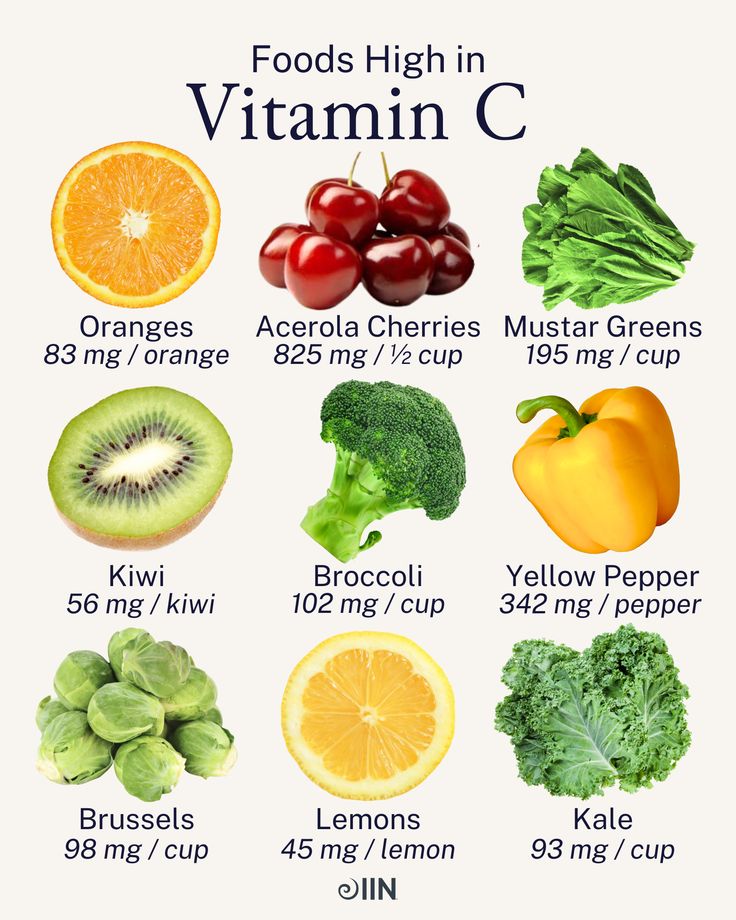 Foods High in
Vitamin C
Oranges
83 mg / orange
Acerola Cherries
825 mg / ½ cup
Mustar Greens
195 mg / cup
Kiwi
56 mg / kiwi
Broccoli
102 mg / cup
Yellow Pepper
342 mg / pepper
Brussels
98 mg / cup
Lemons
45 mg / lemon
Kale
93 mg / cup
IIN